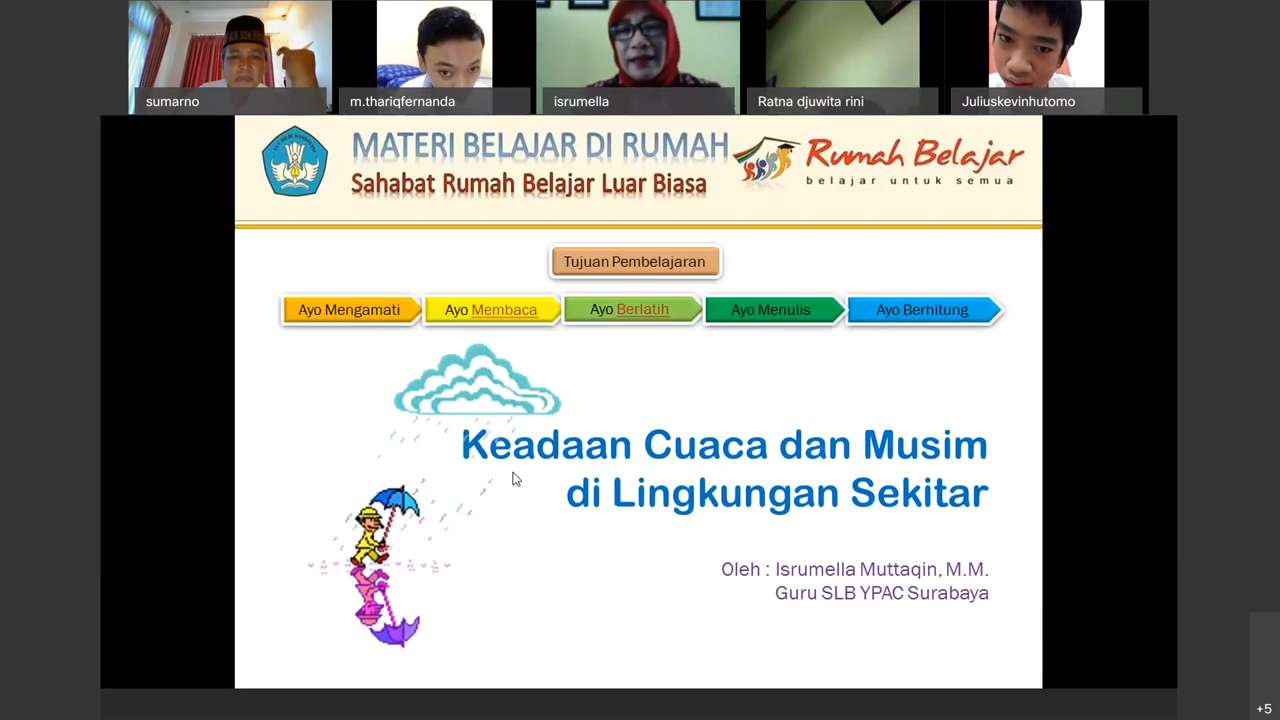 sumarno
m.thariqfernanda
isrumella
Ratna djuwita rini
Juliuskevinhutomo
MATERI BELAJAR DI RUMAH
Sahabat Rumah Belajar Luar Biasa
Rumah Belajar
belajar untuk semua
Tujuan Pembelajaran
Ayo Mengamati
Ayo Membaca
Ayo Berlatih
Ayo Menulis
Ayo Berhitung
Keadaan Cuaca dan Musim
di Lingkungan Sekitar
Oleh : Isrumella Muttaqin, M.M.
Guru SLB YPAC Surabaya
+5